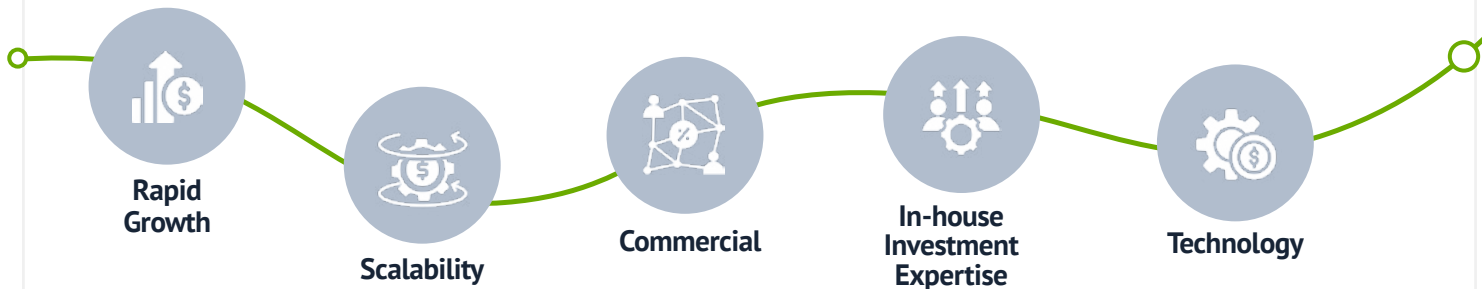 Rapid
Growth
Scalability
Commercial
In-house
Investment
Expertise
Technology
$
$
%
$